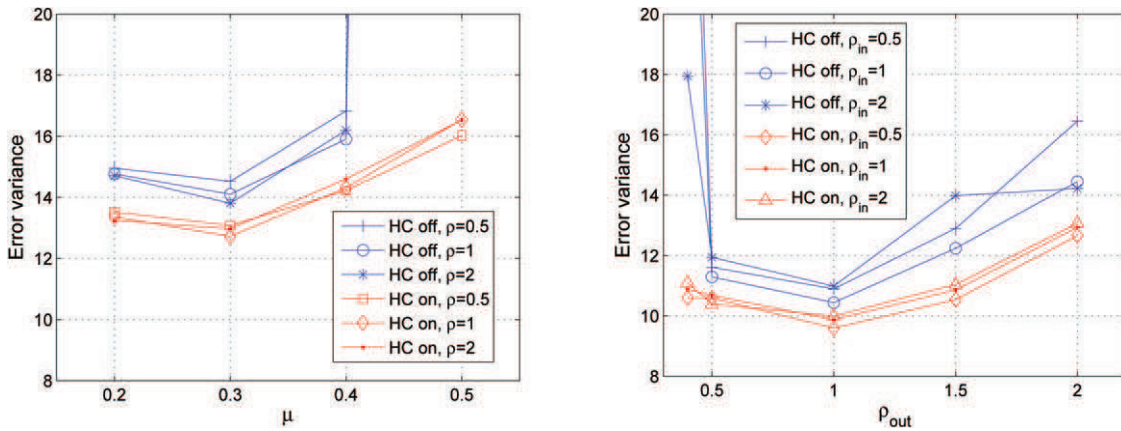 20
18
16
14
12
10
8
Error variance
0.2 0.3 0.4 0.5
μ
HC off, ρ=0.5
HC off, ρ=1
HC off, ρ=2
HC on, ρ=0.5
HC on, ρ=1
HC on, ρ=2
20
18
16
14
12
10
8
Error variance
0.5 1 1.5 2
ρout
HC off, ρin=0.5
HC off, ρin=1
HC off, ρin=2
HC on, ρin=0.5
HC on, ρin=1
HC on, ρin=2